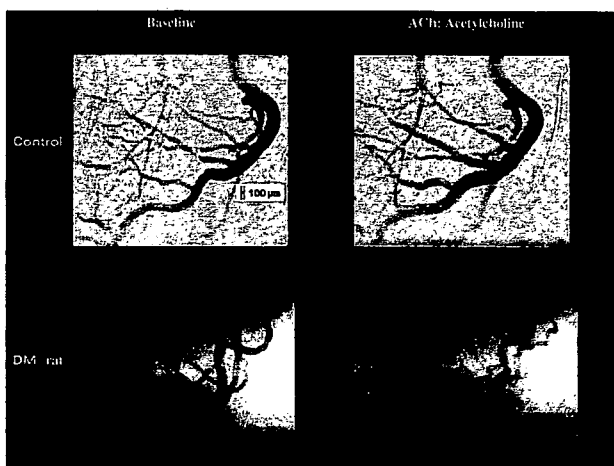 Baseline
ACh: Acetylcholine
Control
100 µm
DM rat